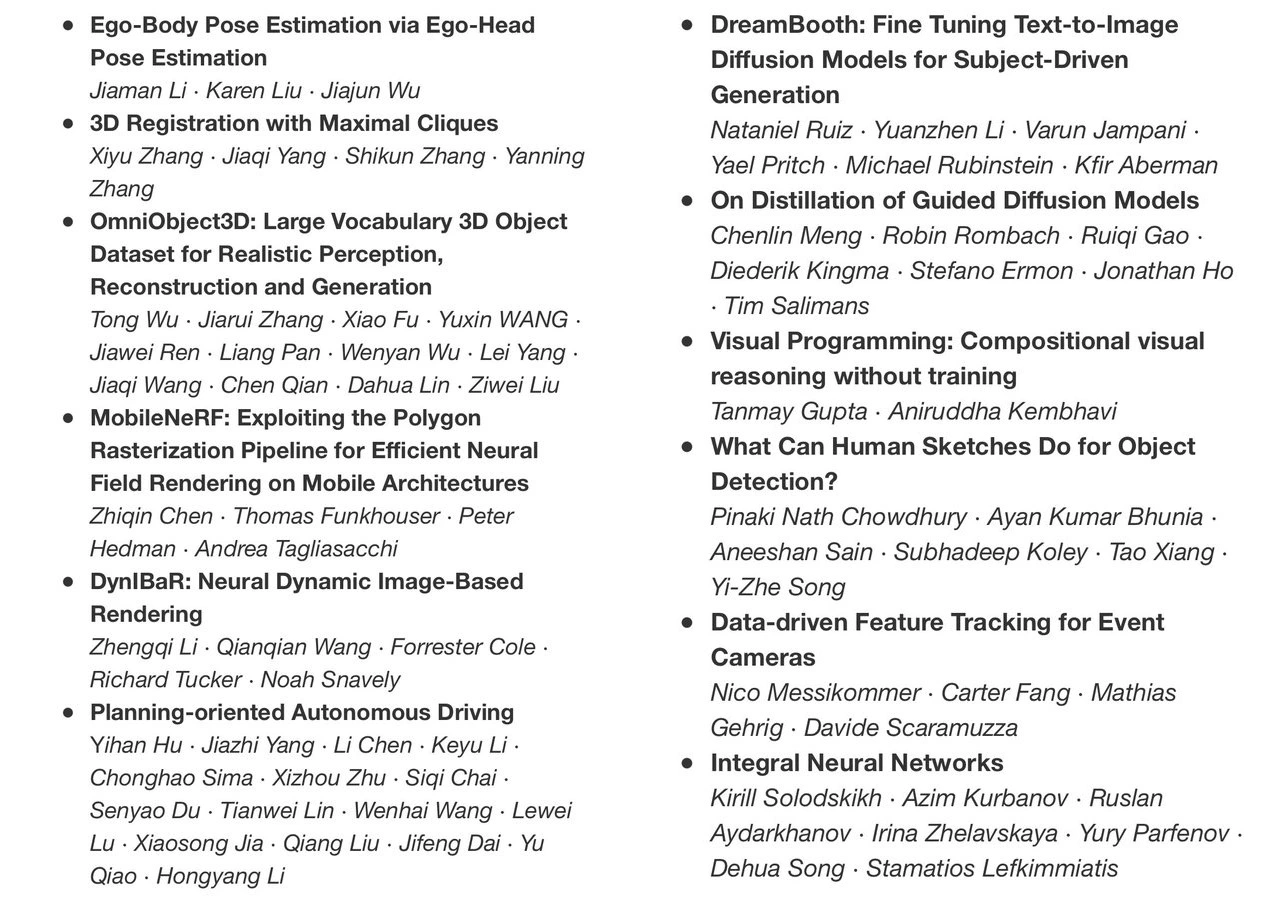 • Ego-Body Pose Estimation via Ego-Head
Pose Estimation
Jiaman Li · Karen Liu · Jiajun Wu
• 3D Registration with Maximal Cliques
Xiyu Zhang · Jiaqi Yang · Shikun Zhang · Yanning
Zhang
• OmniObject3D: Large Vocabulary 3D Object
Dataset for Realistic Perception,
Reconstruction and Generation
Tong Wu · Jiarui Zhang · Xiao Fu · Yuxin WANG ·
Jiawei Ren · Liang Pan · Wenyan Wu · Lei Yang ·
Jiaqi Wang · Chen Qian · Dahua Lin · Ziwei Liu
• MobileNeRF: Exploiting the Polygon
Rasterization Pipeline for Efficient Neural
Field Rendering on Mobile Architectures
Zhiqin Chen · Thomas Funkhouser · Peter
Hedman · Andrea Tagliasacchi
• DynIBaR: Neural Dynamic Image-Based
Rendering
Zhengqi Li · Qianqian Wang · Forrester Cole ·
Richard Tucker · Noah Snavely
• Planning-oriented Autonomous Driving
Yihan Hu · Jiazhi Yang · Li Chen · Keyu Li ·
Chonghao Sima · Xizhou Zhu · Siqi Chai ·
Senyao Du · Tianwei Lin · Wenhai Wang · Lewei
Lu · Xiaosong Jia · Qiang Liu · Jifeng Dai · Yu
Qiao · Hongyang Li
• DreamBooth: Fine Tuning Text-to-Image
Diffusion Models for Subject-Driven
Generation
Nataniel Ruiz · Yuanzhen Li · Varun Jampani ·
Yael Pritch · Michael Rubinstein · Kfir Aberman
• On Distillation of Guided Diffusion Models
Chenlin Meng · Robin Rombach · Ruiqi Gao ·
Diederik Kingma · Stefano Ermon · Jonathan Ho
· Tim Salimans
• Visual Programming: Compositional visual
reasoning without training
Tanmay Gupta · Aniruddha Kembhavi
• What Can Human Sketches Do for Object
Detection?
Pinaki Nath Chowdhury · Ayan Kumar Bhunia ·
Aneeshan Sain · Subhadeep Koley · Tao Xiang ·
Yi-Zhe Song
• Data-driven Feature Tracking for Event
Cameras
Nico Messikommer · Carter Fang · Mathias
Gehrig · Davide Scaramuzza
• Integral Neural Networks
Kirill Solodskikh · Azim Kurbanov · Ruslan
Aydarkhanov · Irina Zhelavskaya · Yury Parfenov ·
Dehua Song · Stamatios Lefkimmiatis